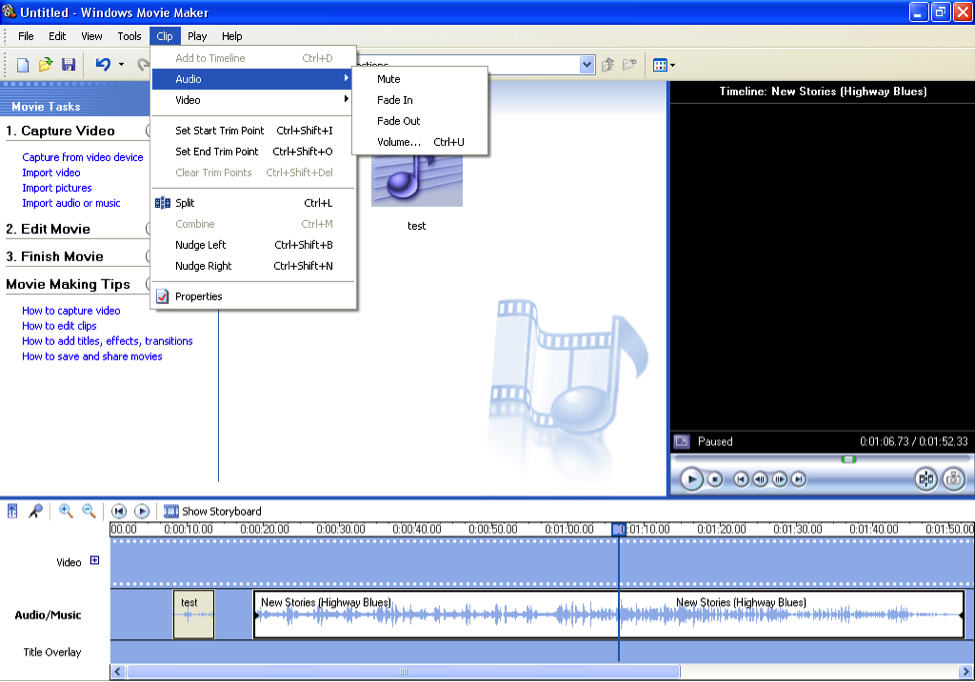 Untitled - Windows Movie Maker
File Edit View Tools Clip Play Help
Add to Timeline Ctrl+D
Audio
Video
Set Start Trim Point Ctrl+Shift+I
Set End Trim Point Ctrl+Shift+O
Clear Trim Points Ctrl+Shift+Del
Split Ctrl+L
Combine Ctrl+M
Nudge Left Ctrl+Shift+B
Nudge Right Ctrl+Shift+N
Properties
Mute
Fade In
Fade Out
Volume... Ctrl+U
Movie Tasks
1. Capture Video
Capture from video device
Import video
Import pictures
Import audio or music
2. Edit Movie
3. Finish Movie
Movie Making Tips
How to capture video
How to edit clips
How to add titles, effects, transitions
How to save and share movies
test
Timeline: New Stories (Highway Blues)
Paused 0:01:06.73 / 0:01:52.33
Show Storyboard
00.00 0:00:10.00 0:00:20.00 0:00:30.00 0:00:40.00 0:00:50.00 0:01:00.00 0:01:10.00 0:01:20.00 0:01:30.00 0:01:40.00 0:01:50.00
Video
Audio/Music
test
New Stories (Highway Blues) New Stories (Highway Blues)
Title Overlay